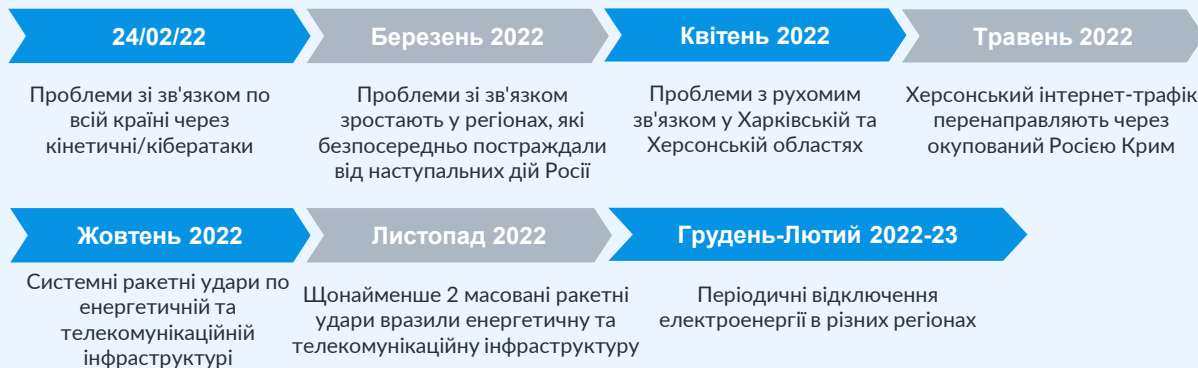 24/02/22
Березень 2022
Квітень 2022
Травень 2022
Проблеми зі зв'язком по
всій країні через
кінетичні/кібератаки
Проблеми зі зв'язком
зростають у регіонах, які
безпосередньо постраждали
від наступальних дій Росії
Проблеми з рухомим
зв'язком у Харківській та
Херсонській областях
Херсонський інтернет-трафік
перенаправляють через
окупований Росією Крим
Жовтень 2022
Листопад 2022
Грудень-Лютий 2022-23
Системні ракетні удари по
енергетичній та
телекомунікаційній
інфраструктурі
Щонайменше 2 масовані ракетні
удари вразили енергетичну та
телекомунікаційну інфраструктуру
Періодичні відключення
електроенергії в різних регіонах